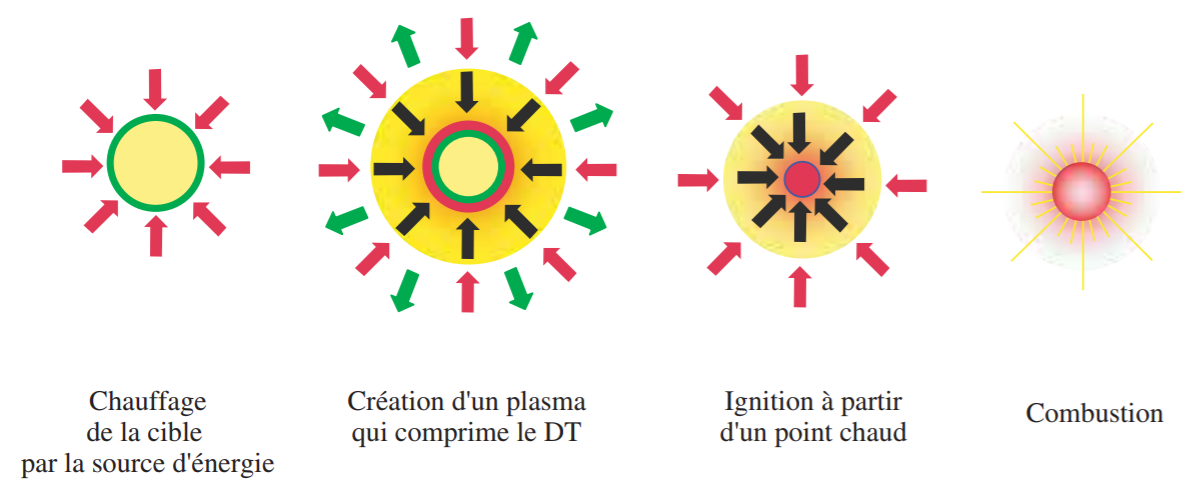 Chauffage
de la cible
par la source d'énergie
Création d'un plasma
qui comprime le DT
Ignition à partir
d'un point chaud
Combustion